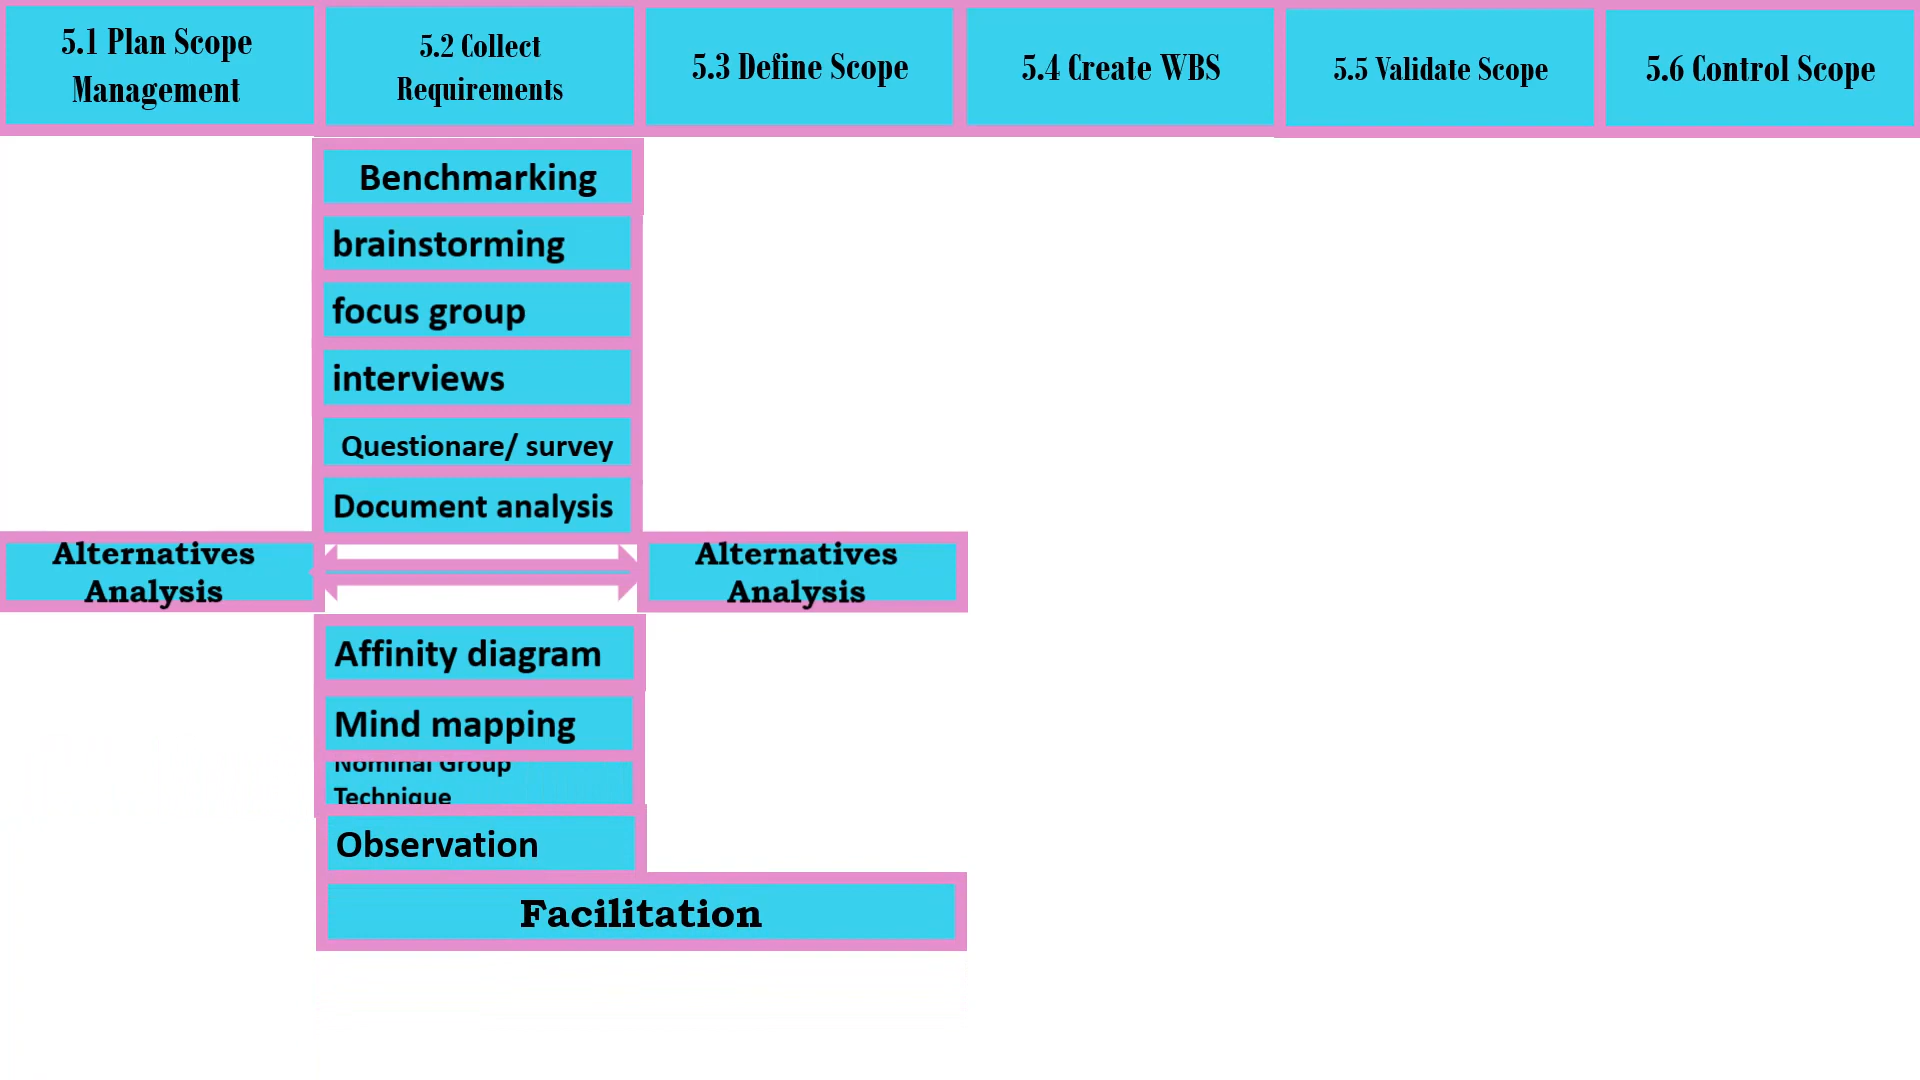 5.1 Plan Scope
Management
5.2 Collect
Requirements
5.3 Define Scope
5.4 Create WBS
5.5 Validate Scope
5.6 Control Scope
Benchmarking
brainstorming
focus group
interviews
Questionare/ survey
Document analysis
Alternatives
Analysis
Alternatives
Analysis
Affinity diagram
Mind mapping
Nominal Group
Technique
Observation
Facilitation